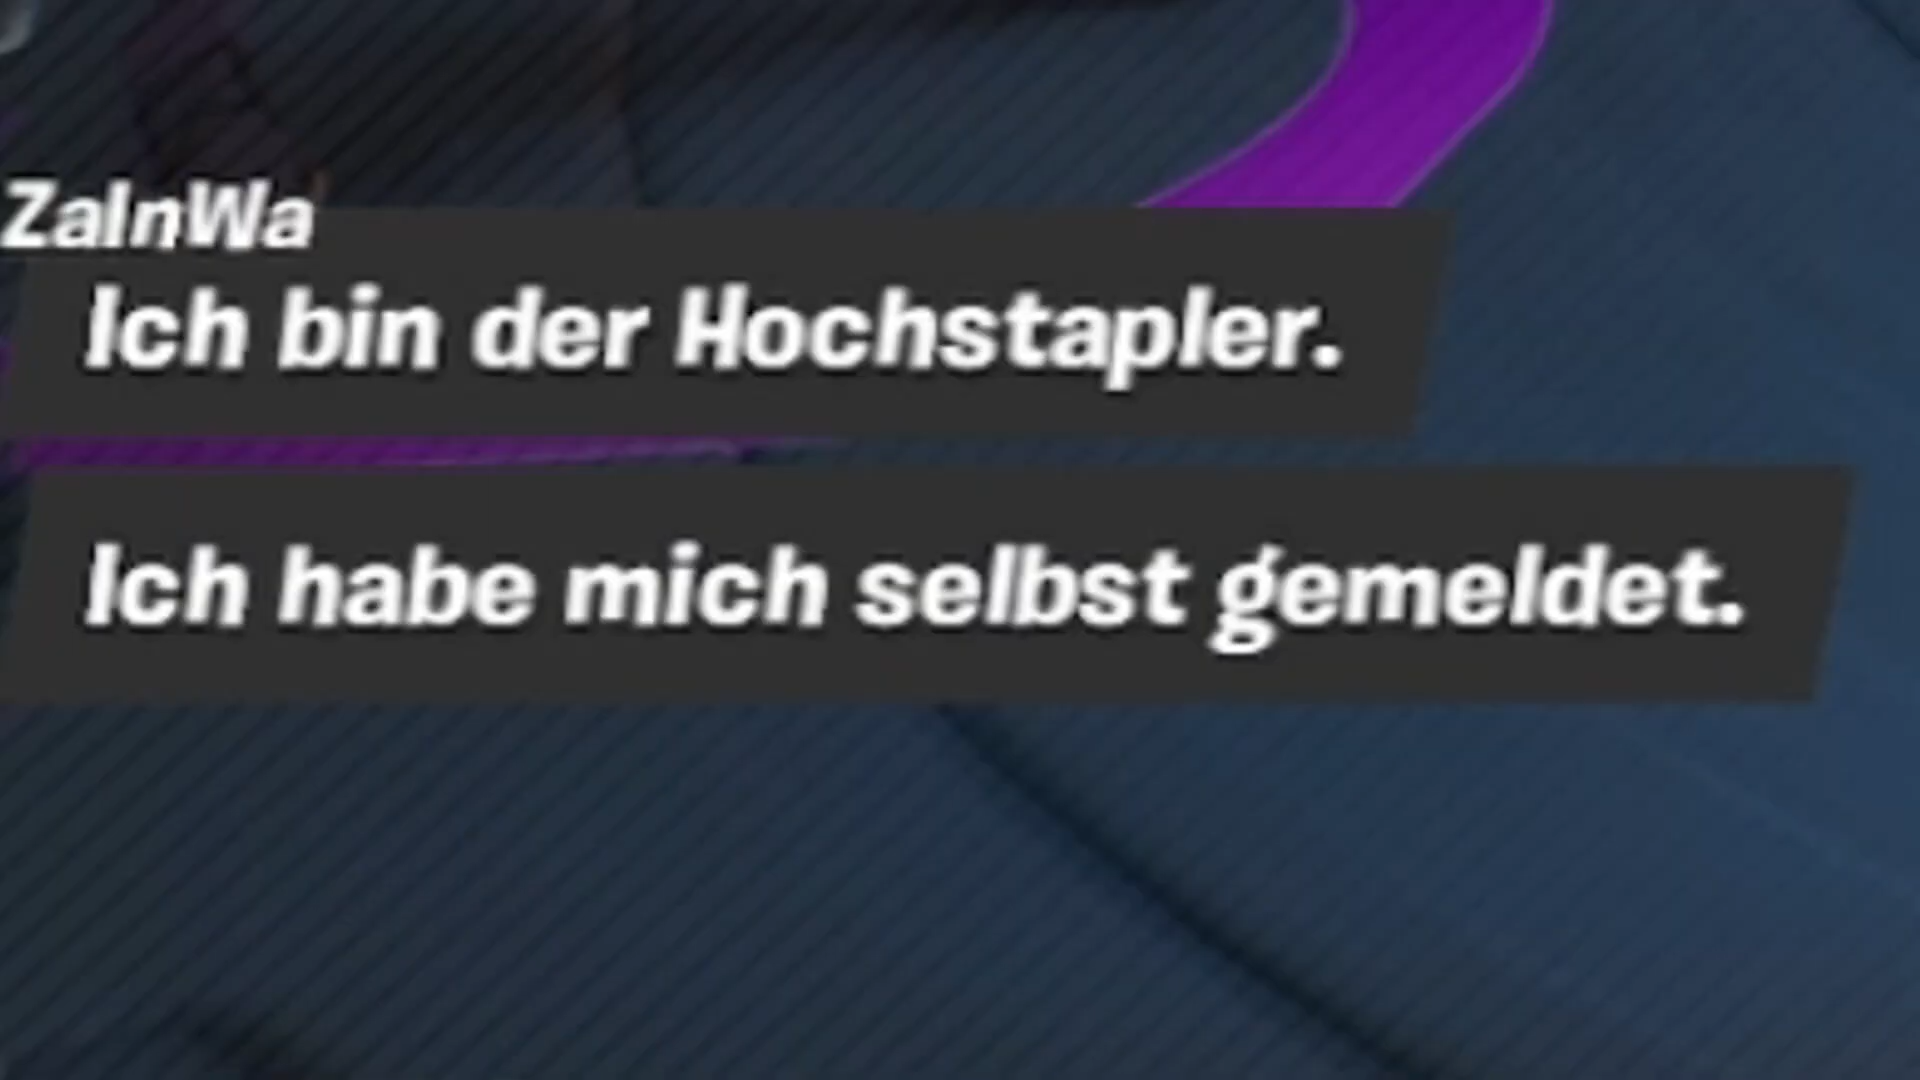 ZaInWa
Ich bin der Hochstapler.
Ich habe mich selbst gemeldet.